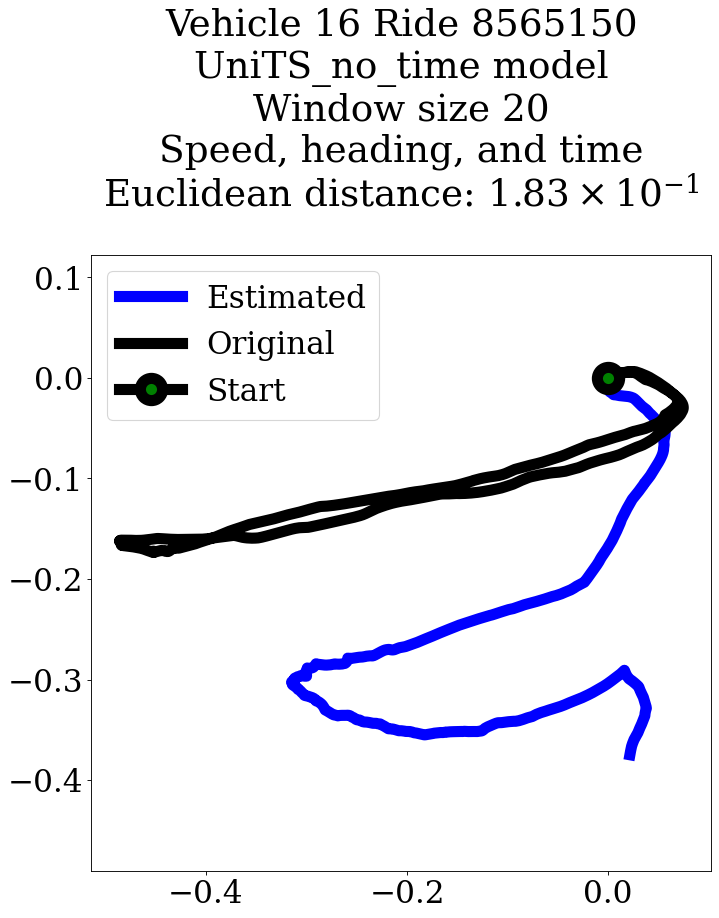 Vehicle 16 Ride 8565150
UniTS_no_time model
Window size 20
Speed, heading, and time
Euclidean distance: 1.83 × 10⁻¹
Estimated
Original
Start
0.1
0.0
−0.1
−0.2
−0.3
−0.4
−0.4
−0.2
0.0